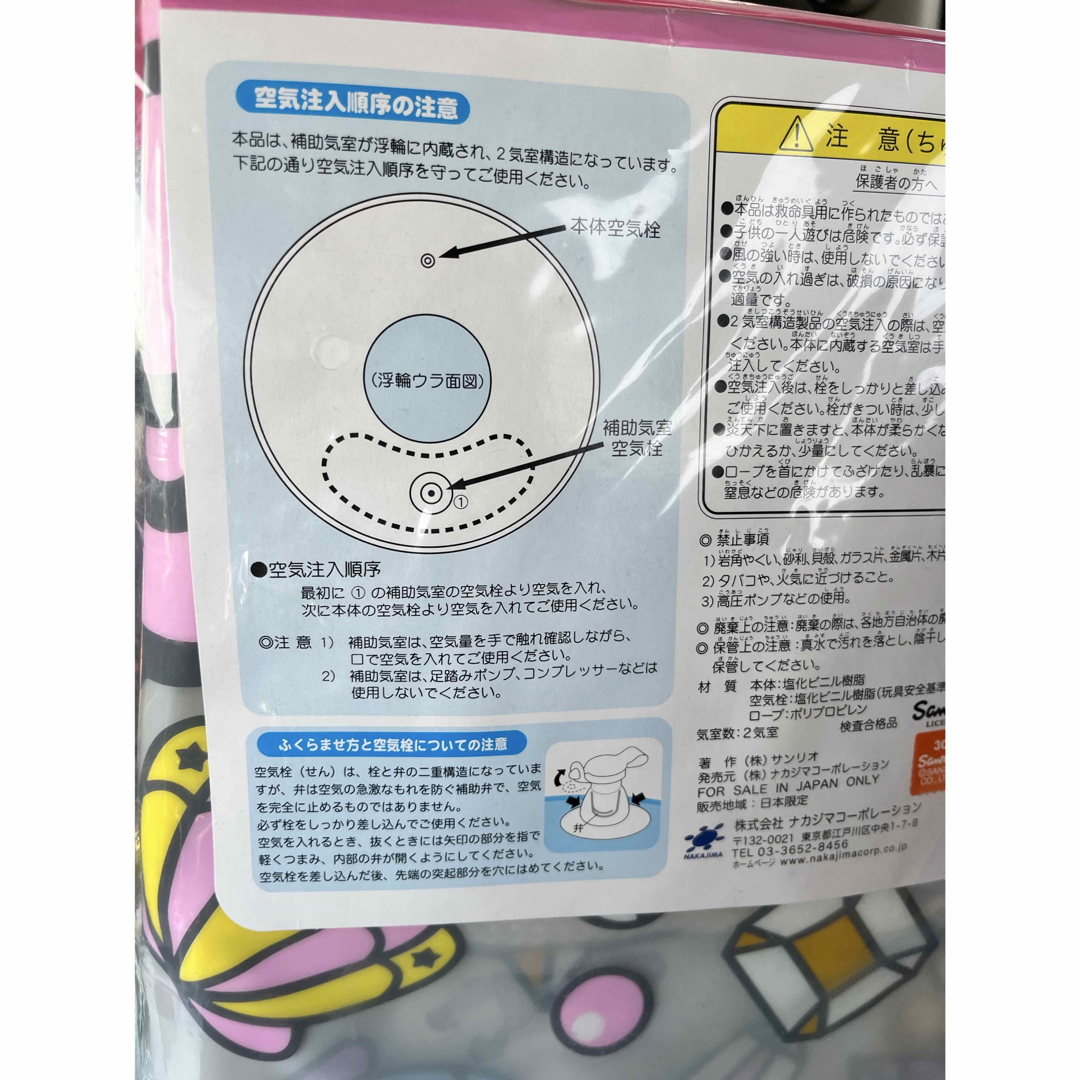 空気注入順序の注意
本品は、補助気室が浮輪に内蔵され、2気室構造になっています。
下記の通り空気注入順序を守ってご使用ください。
本体空気栓
(浮輪ウラ面図)
補助気室
空気栓
①
●空気注入順序
最初に ① の補助気室の空気栓より空気を入れ、
次に本体の空気栓より空気を入れてご使用ください。
◎注 意 1) 補助気室は、空気量を手で触れ確認しながら、
口で空気を入れてご使用ください。
2) 補助気室は、足踏みポンプ、コンプレッサーなどは
使用しないでください。
ふくらませ方と空気栓についての注意
空気栓(せん)は、栓と弁の二重構造になっていま
すが、弁は空気の急激なもれを防ぐ補助弁で、空気
を完全に止めるものではありません。
必ず栓をしっかり差し込んでご使用ください。
空気を入れるとき、抜くときには矢印の部分を指で
軽くつまみ、内部の弁が開くようにしてください。
空気栓を差し込んだ後、先端の突起部分を穴にはめてください。
弁
注 意(ちゅ
保護者の方へ
●本品は救命具用に作られたものでは
●子供の一人遊びは危険です。必ず保護
●風の強い時は、使用しないでください
●空気の入れ過ぎは、破損の原因になり
適量です。
●2気室構造製品の空気注入の際は、空
ください。本体に内蔵する空気室は手
注入してください。
●空気注入後は、栓をしっかりと差し込み
ご使用ください。栓がきつい時は、少し
●炎天下に置きますと、本体が柔らかくな
ひかえるか、少量にしてください。
●ロープを首にかけてふざけたり、乱暴に
窒息などの危険があります。
◎ 禁止事項
1) 岩角やくい、砂利、貝殻、ガラス片、金属片、木片
2) タバコや、火気に近づけること。
3) 高圧ポンプなどの使用。
◎ 廃棄上の注意:廃棄の際は、各地方自治体の廃
◎ 保管上の注意:真水で汚れを落とし、陰干し
保管してください。
材 質 本体:塩化ビニル樹脂
空気栓:塩化ビニル樹脂(玩具安全基準
ロープ:ポリプロピレン
気室数:2気室 検査合格品
著 作 (株)サンリオ
発売元 (株)ナカジマコーポレーション
FOR SALE IN JAPAN ONLY
販売地域:日本限定
NAKAJIMA
株式会社 ナカジマコーポレーション
〒132-0021 東京都江戸川区中央1-7-8
TEL 03-3652-8456
ホームページ www.nakajimacorp.co.jp